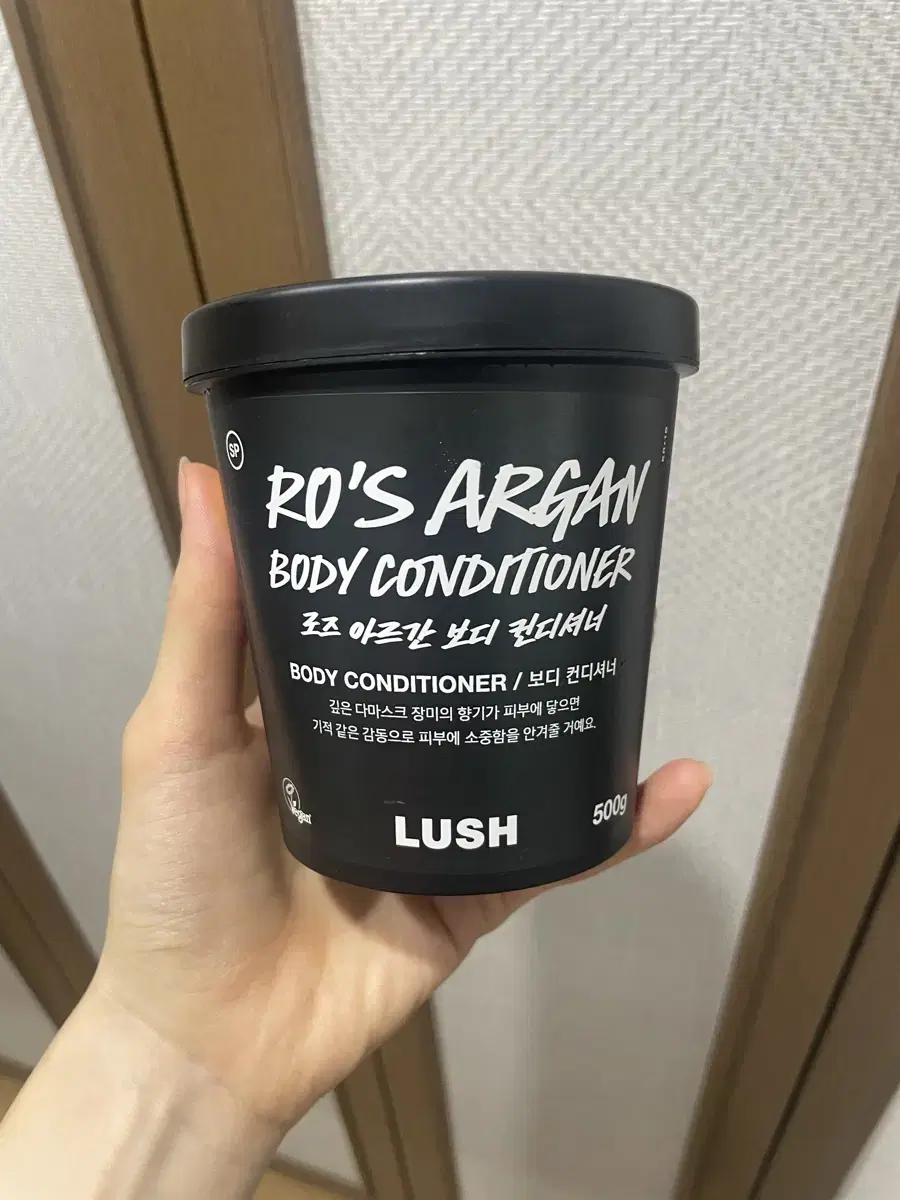 SP
RO'S ARGAN
BODY CONDITIONER
로즈 아르간 보디 컨디셔너
BODY CONDITIONER / 보디 컨디셔너
깊은 다마스크 장미의 향기가 피부에 닿으면
기적 같은 감동으로 피부에 소중함을 안겨줄 거예요.
Vegan
LUSH
500g